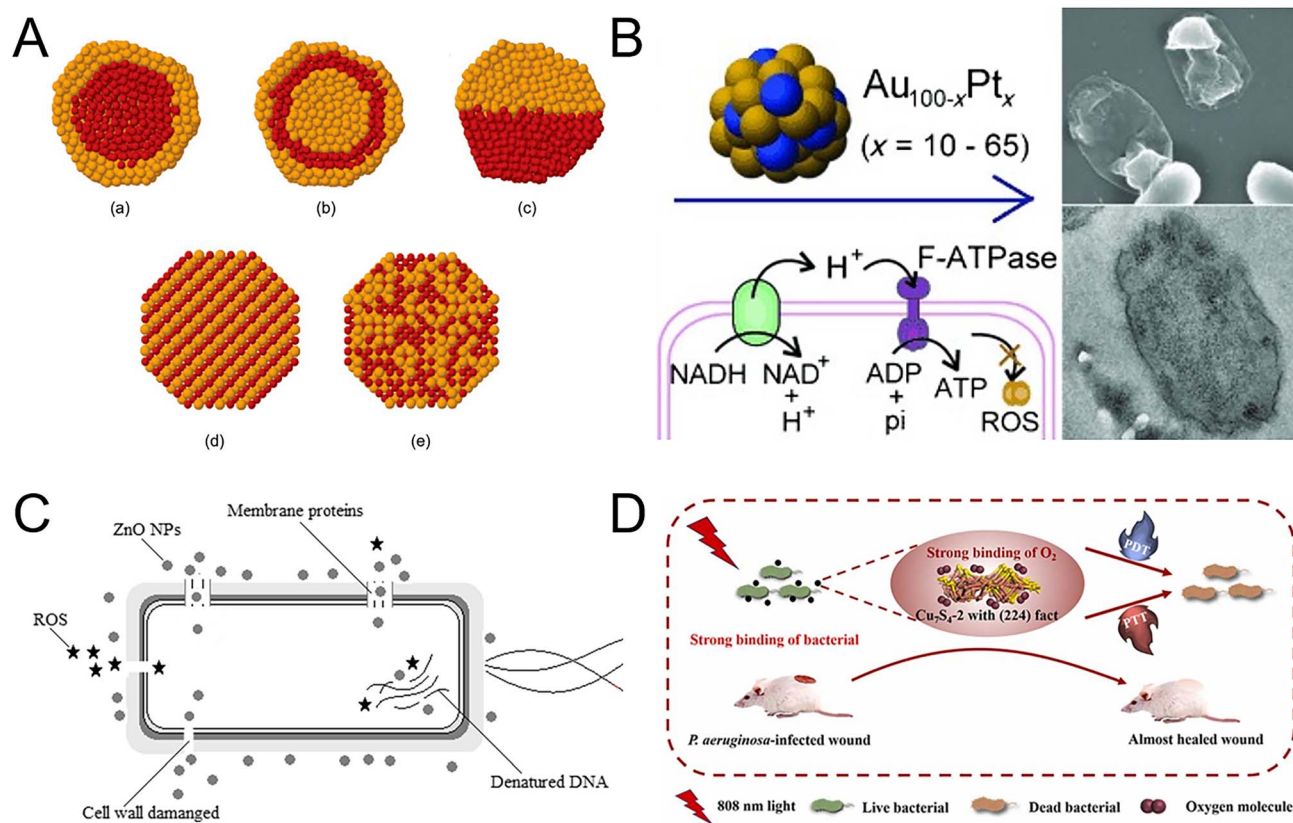 A
(a)
(b)
(c)
(d)
(e)
B
Au100-xPtx
(x = 10 - 65)
H+
F-ATPase
NADH
NAD+
+
H+
ADP
+
pi
ATP
ROS
C
ZnO NPs
Membrane proteins
ROS
Denatured DNA
Cell wall damaged
D
Strong binding of O2
PDT
Cu7S4-2 with (224) fact
PTT
Strong binding of bacterial
P. aeruginosa-infected wound
Almost healed wound
808 nm light
Live bacterial
Dead bacterial
Oxygen molecule